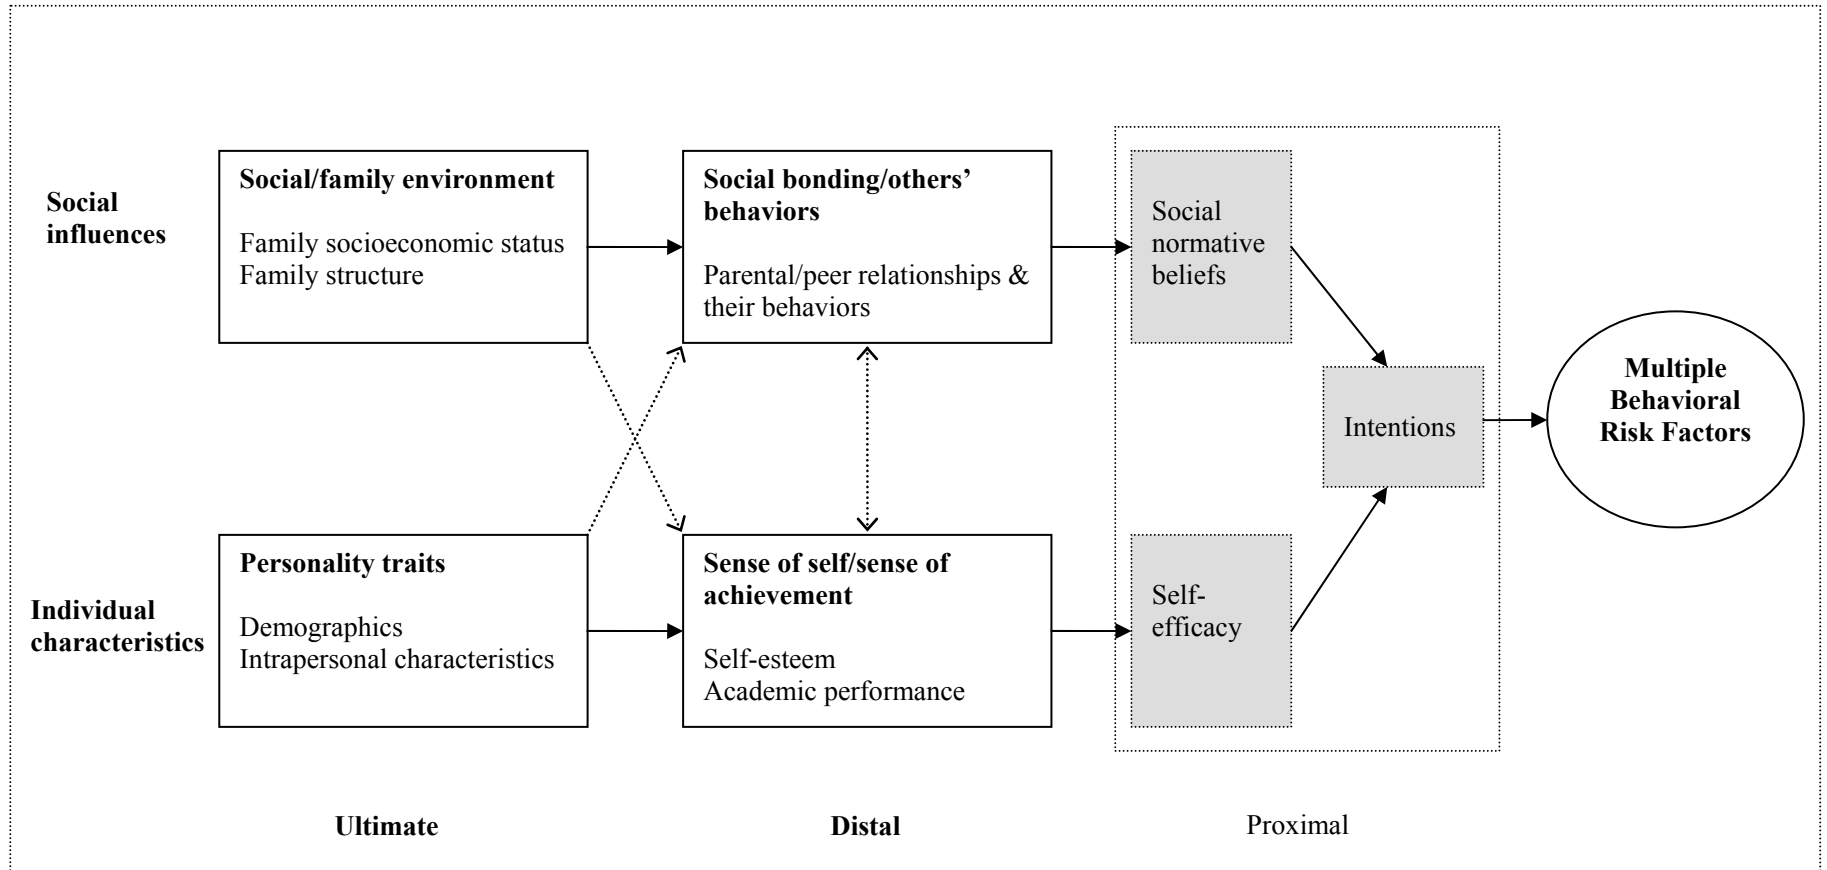 Social
influences
Social/family environment
Family socioeconomic status
Family structure
Social bonding/others’
behaviors
Parental/peer relationships &
their behaviors
Social
normative
beliefs
Intentions
Multiple
Behavioral
Risk Factors
Individual
characteristics
Personality traits
Demographics
Intrapersonal characteristics
Sense of self/sense of
achievement
Self-esteem
Academic performance
Self-
efficacy
Ultimate
Distal
Proximal